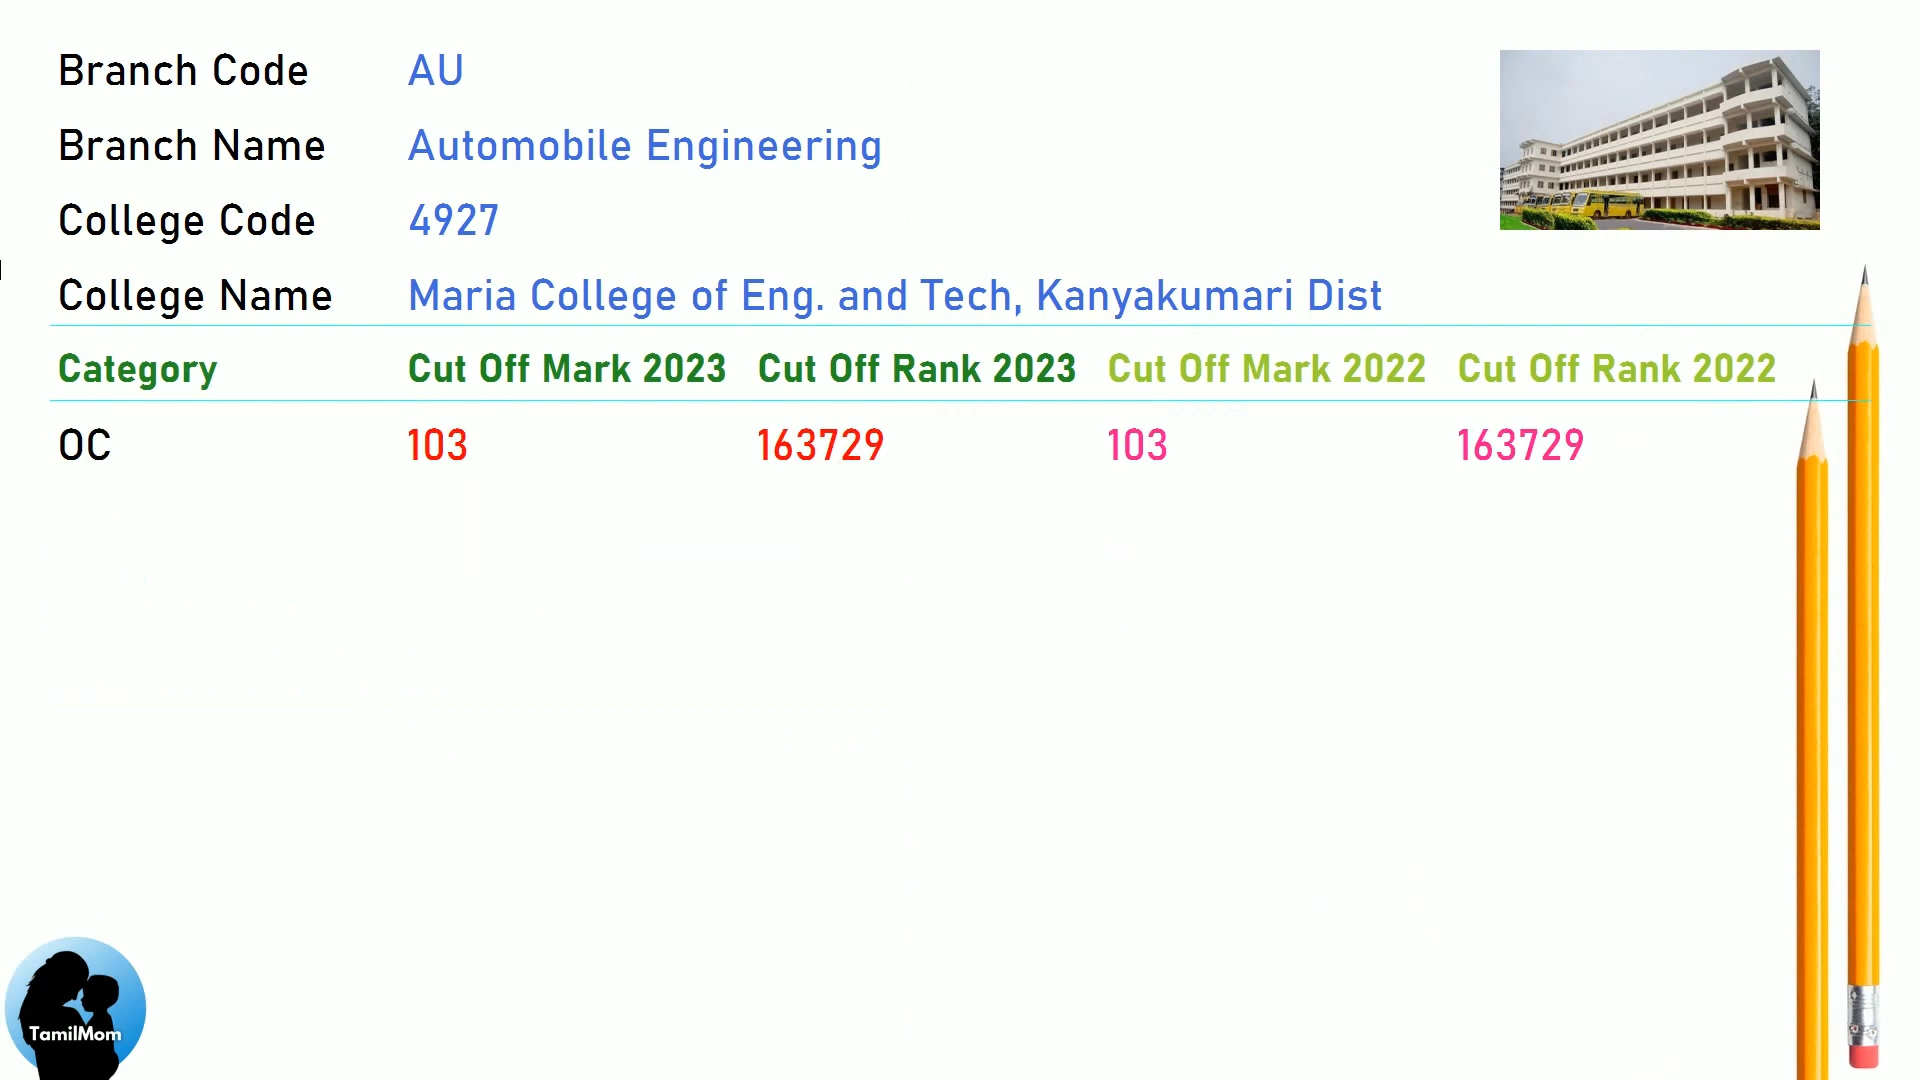 Branch Code AU
Branch Name Automobile Engineering
College Code 4927
College Name Maria College of Eng. and Tech, Kanyakumari Dist
Category Cut Off Mark 2023 Cut Off Rank 2023 Cut Off Mark 2022 Cut Off Rank 2022
OC 103 163729 103 163729
TamilMom